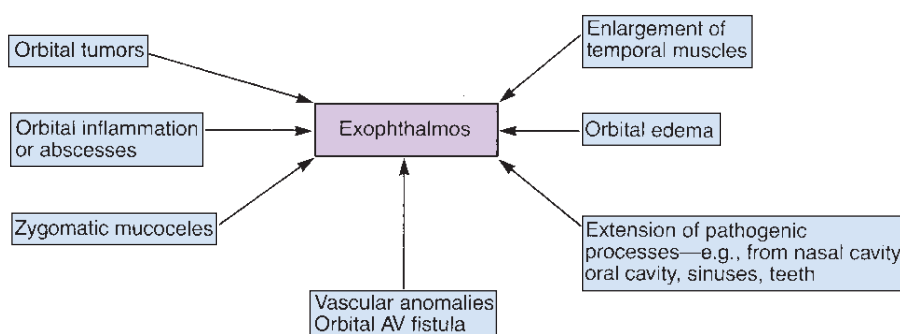 Orbital tumors
Enlargement of
temporal muscles
Orbital inflammation
or abscesses
Exophthalmos
Orbital edema
Zygomatic mucoceles
Extension of pathogenic
processes—e.g., from nasal cavity
oral cavity, sinuses, teeth
Vascular anomalies
Orbital AV fistula